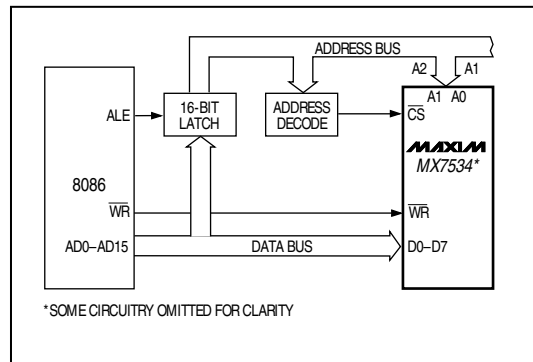 ADDRESS BUS
A2 A1
A1 A0
ALE
16-BIT
LATCH
ADDRESS
DECODE
CS
MAXIM
MX7534*
8086
WR
WR
AD0–AD15
DATA BUS
D0–D7
*SOME CIRCUITRY OMITTED FOR CLARITY